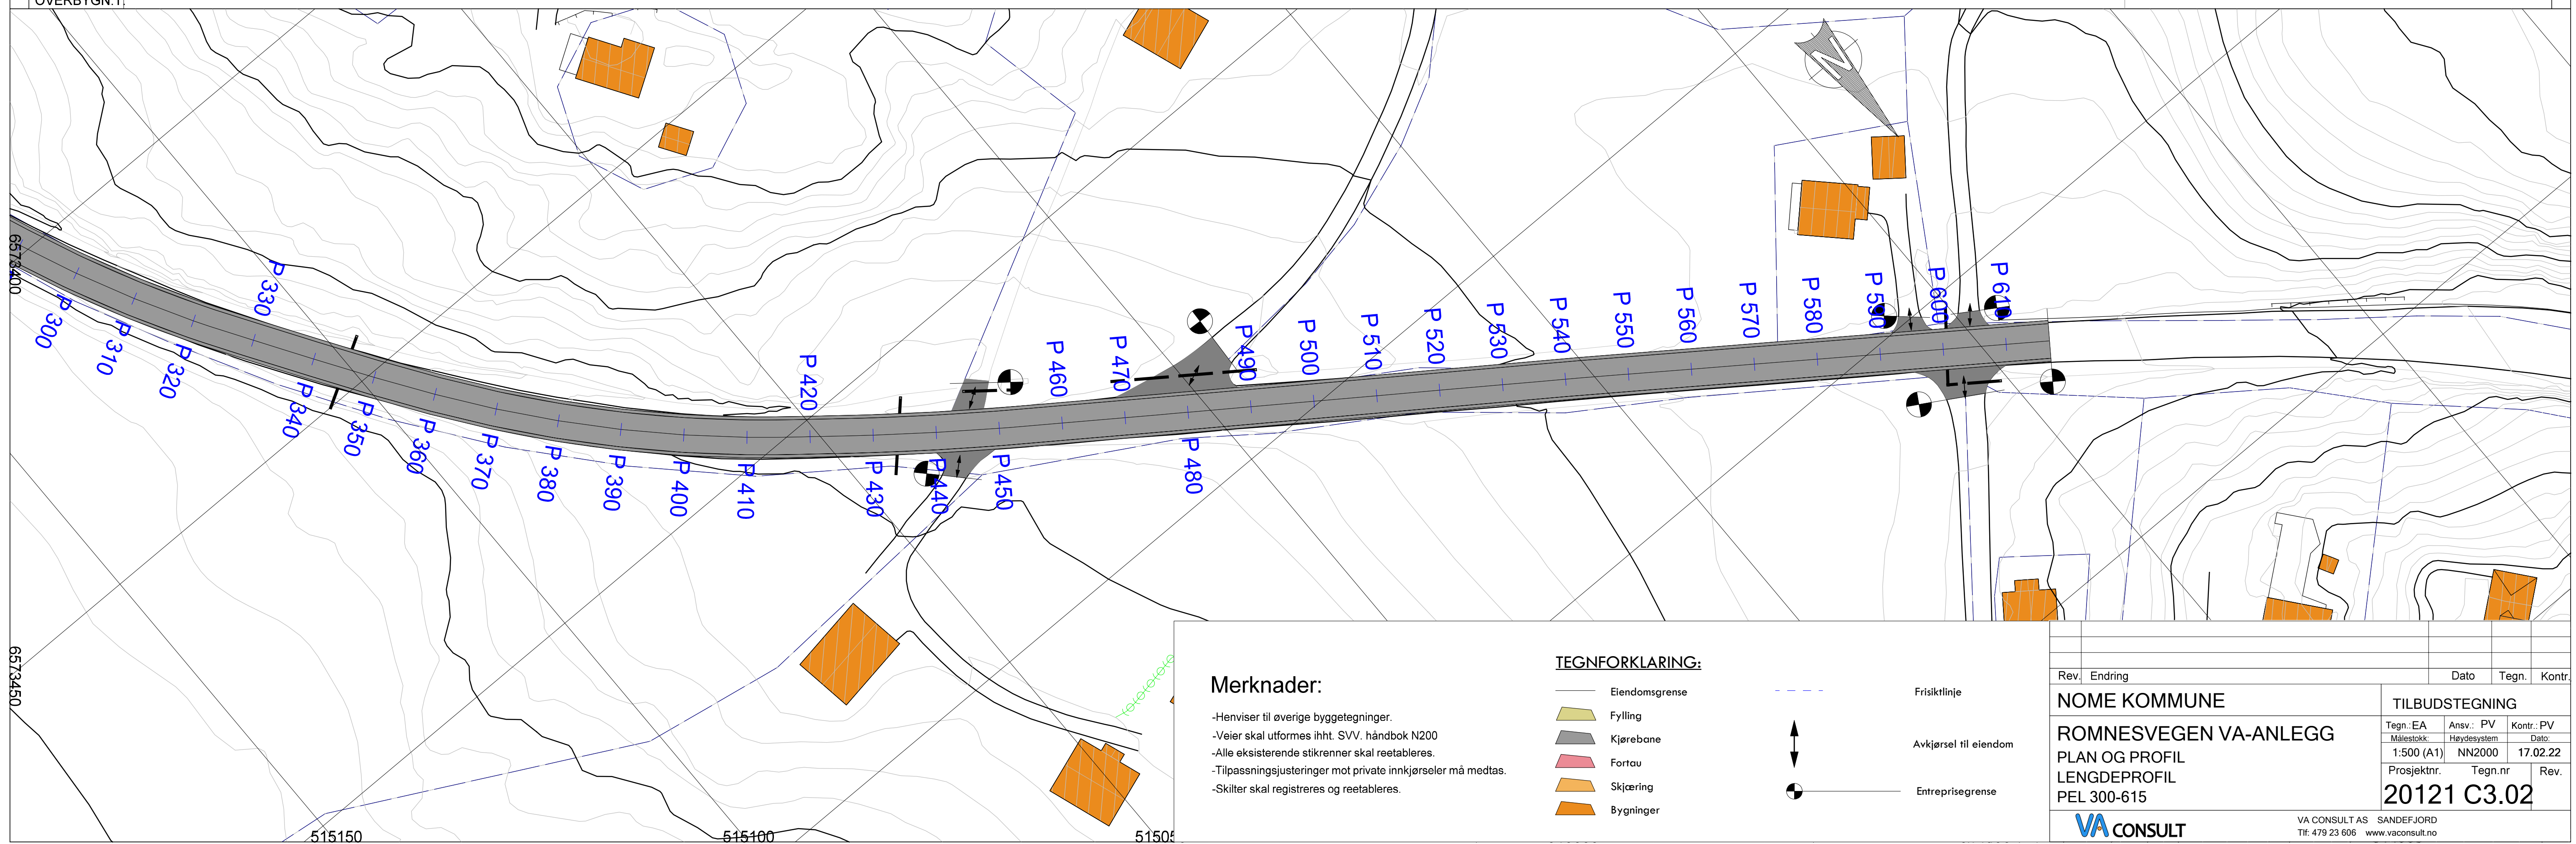 OVERBYGN.T.
N
6573400
P 300
P 310
P 320
P 330
P 340
P 350
P 360
P 370
P 380
P 390
P 400
P 410
P 420
P 430
P 440
P 450
P 460
P 470
P 480
P 490
P 500
P 510
P 520
P 530
P 540
P 550
P 560
P 570
P 580
P 590
P 600
P 610
6573450
515150
515100
51505
Merknader:
-Henviser til øverige byggetegninger.
-Veier skal utformes ihht. SVV. håndbok N200
-Alle eksisterende stikrenner skal reetableres.
-Tilpassningsjusteringer mot private innkjørseler må medtas.
-Skilter skal registreres og reetableres.
TEGNFORKLARING:
Eiendomsgrense
Fylling
Kjørebane
Fortau
Skjæring
Bygninger
Frisiktlinje
Avkjørsel til eiendom
Entreprisegrense
Rev. Endring Dato Tegn. Kontr.
NOME KOMMUNE
TILBUDSTEGNING
ROMNESVEGEN VA-ANLEGG
PLAN OG PROFIL
LENGDEPROFIL
PEL 300-615
Tegn.: EA Ansv.: PV Kontr.: PV
Målestokk: Høydesystem Dato:
1:500 (A1) NN2000 17.02.22
Prosjektnr. Tegn.nr Rev.
20121 C3.02
VA CONSULT
VA CONSULT AS SANDEFJORD
Tlf: 479 23 606 www.vaconsult.no